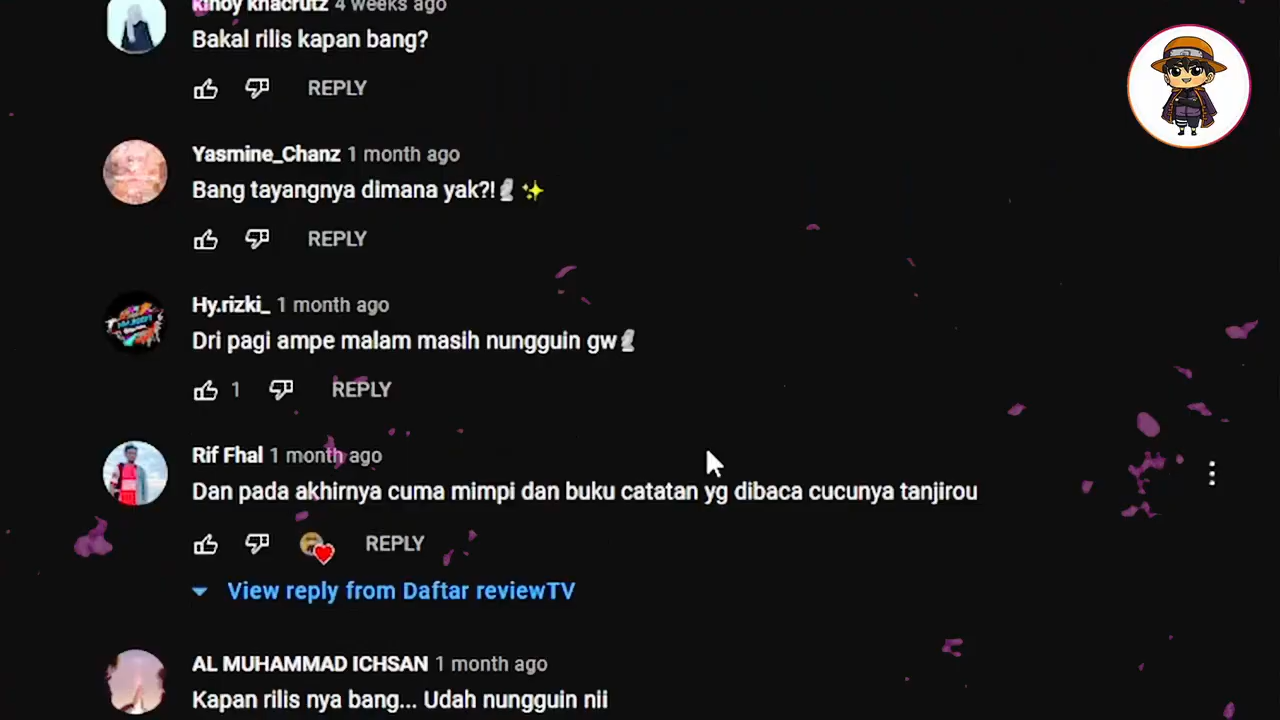 kinoy knacrutz 4 weeks ago
Bakal rilis kapan bang?
REPLY
Yasmine_Chanz 1 month ago
Bang tayangnya dimana yak?!🗿✨
REPLY
Hy.rizki_ 1 month ago
Dri pagi ampe malam masih nungguin gw🗿
1 REPLY
Rif Fhal 1 month ago
Dan pada akhirnya cuma mimpi dan buku catatan yg dibaca cucunya tanjirou
REPLY
View reply from Daftar reviewTV
AL MUHAMMAD ICHSAN 1 month ago
Kapan rilis nya bang... Udah nungguin nii